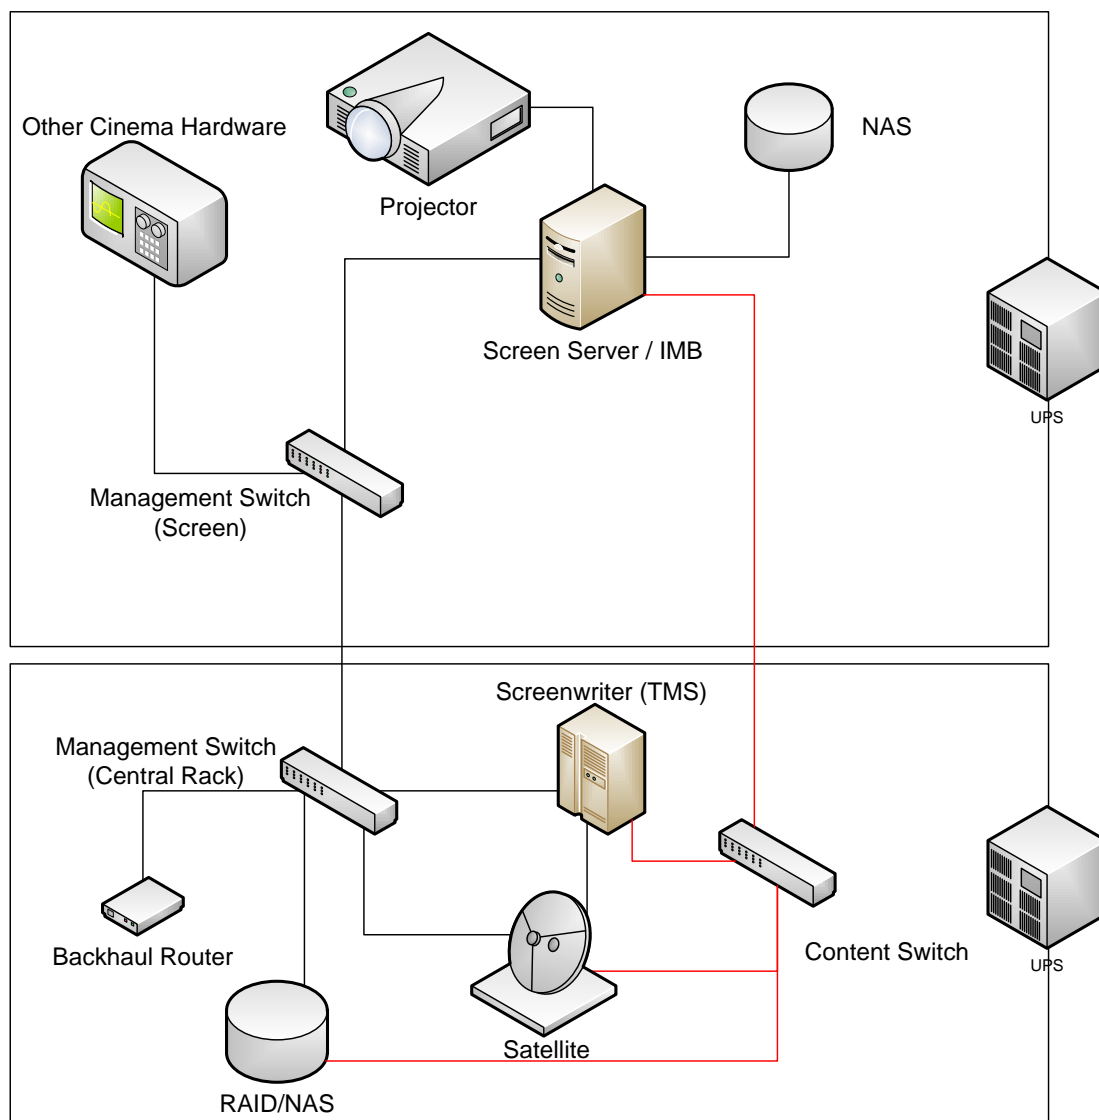 Other Cinema Hardware
NAS
Projector
Screen Server / IMB
UPS
Management Switch
(Screen)
Screenwriter (TMS)
Management Switch
(Central Rack)
Backhaul Router
Content Switch
UPS
Satellite
RAID/NAS